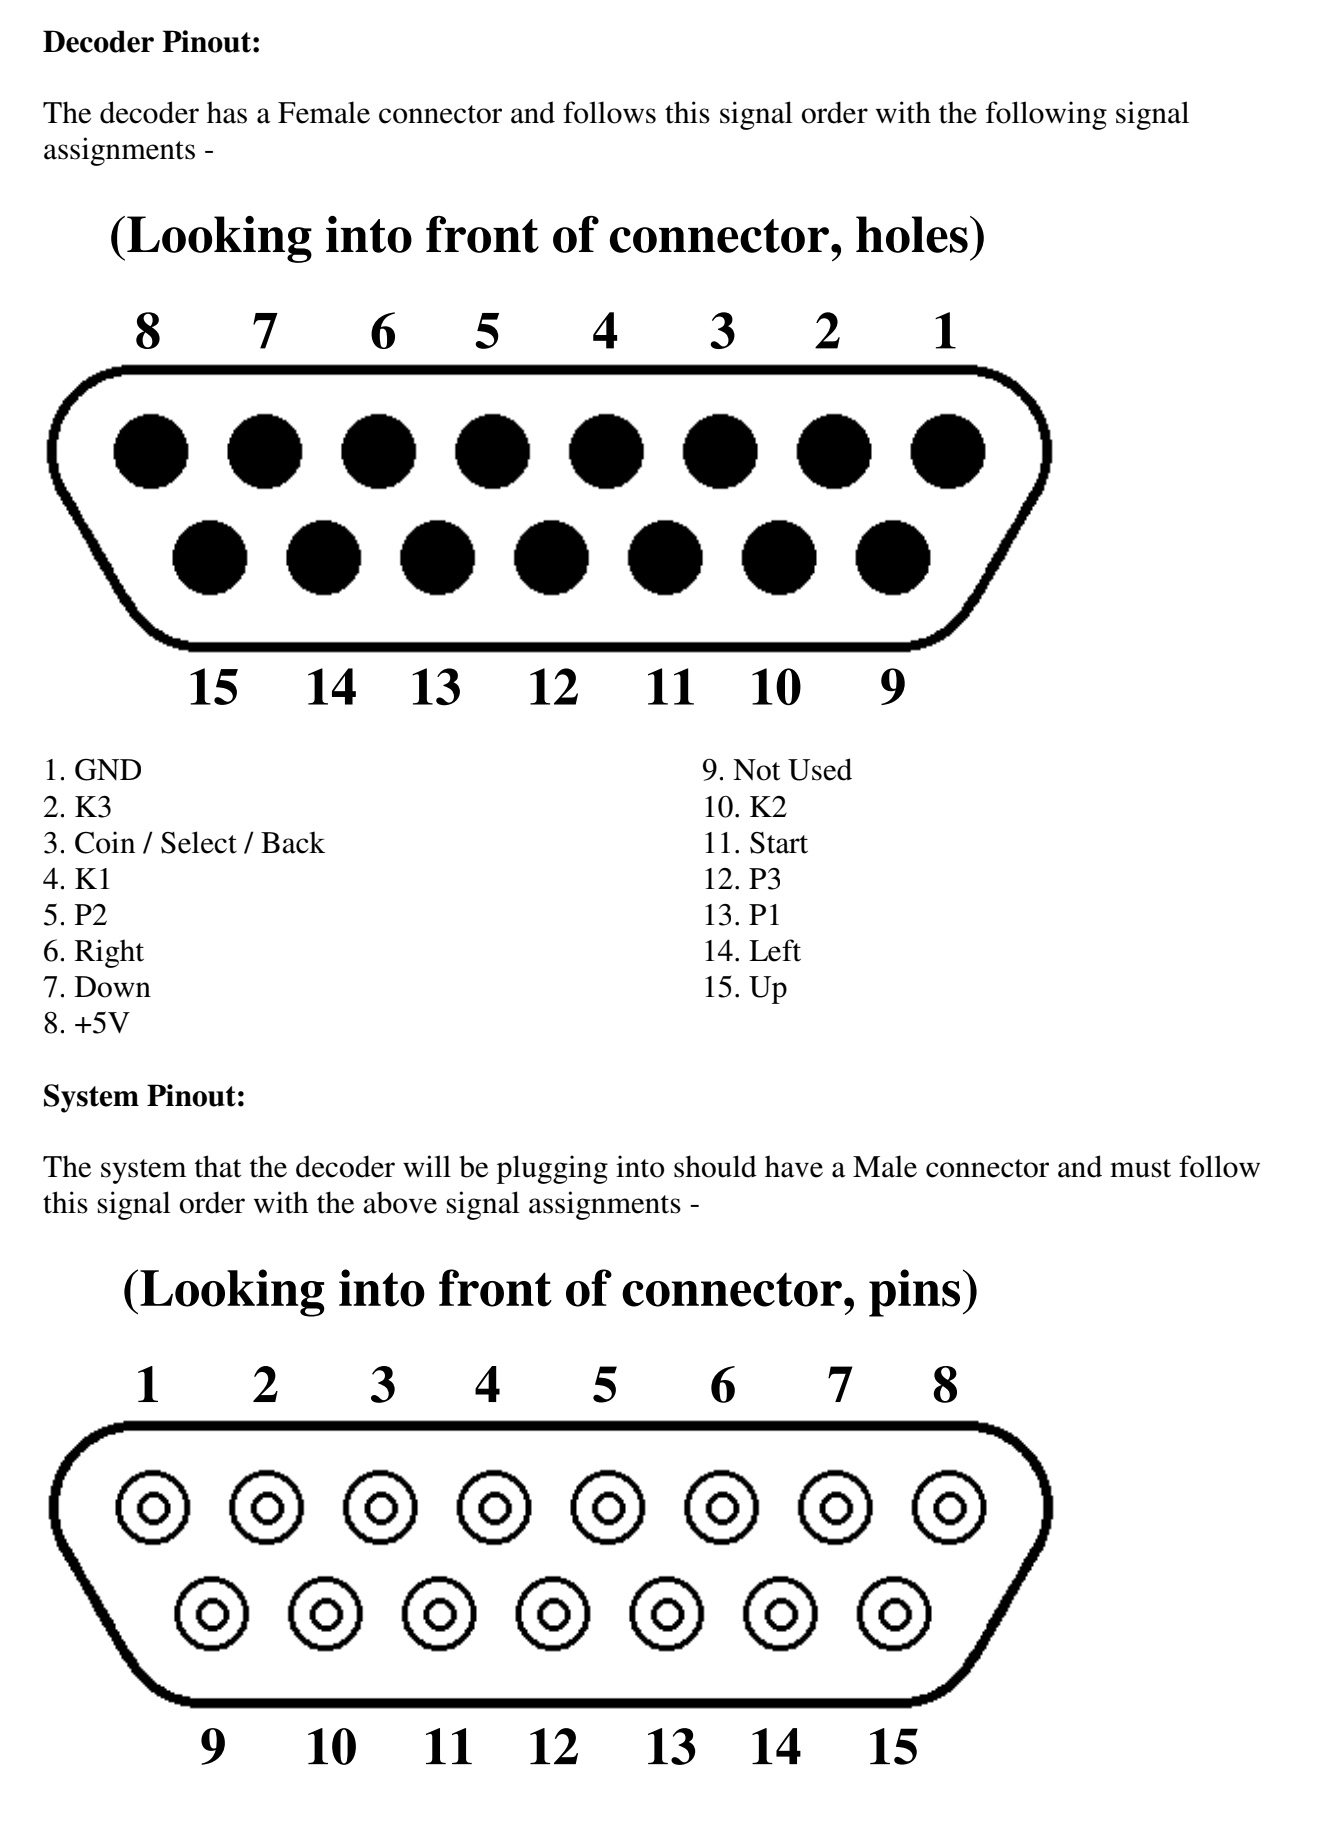 Decoder Pinout:
The decoder has a Female connector and follows this signal order with the following signal
assignments -
(Looking into front of connector, holes)
8 7 6 5 4 3 2 1
15 14 13 12 11 10 9
1. GND
2. K3
3. Coin / Select / Back
4. K1
5. P2
6. Right
7. Down
8. +5V
9. Not Used
10. K2
11. Start
12. P3
13. P1
14. Left
15. Up
System Pinout:
The system that the decoder will be plugging into should have a Male connector and must follow
this signal order with the above signal assignments -
(Looking into front of connector, pins)
1 2 3 4 5 6 7 8
9 10 11 12 13 14 15